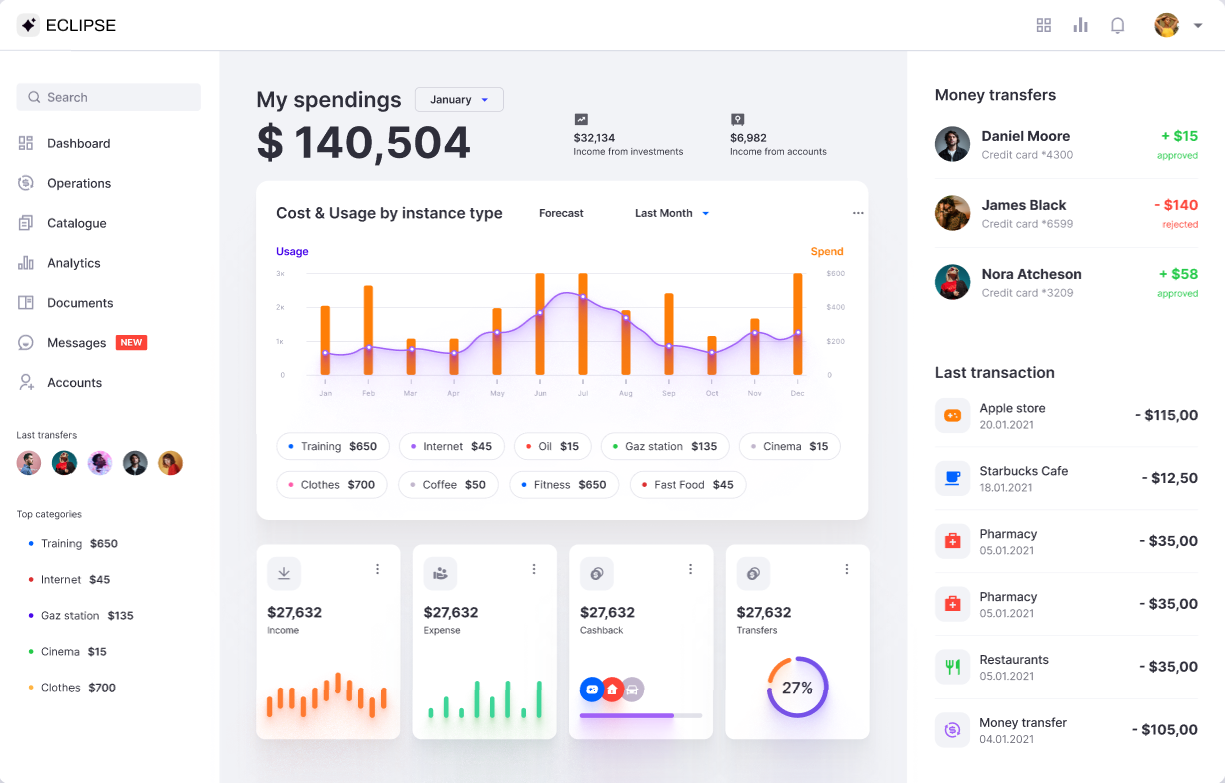 ECLIPSE
Search
Dashboard
Operations
Catalogue
Analytics
Documents
Messages NEW
Accounts
Last transfers
Top categories
Training $650
Internet $45
Gaz station $135
Cinema $15
Clothes $700
My spendings January
$ 140,504
$32,134
Income from investments
$6,982
Income from accounts
Cost & Usage by instance type Forecast Last Month
Usage Spend
3к $600
2к $400
1к $200
0 0
Jan Feb Mar Apr May Jun Jul Aug Sep Oct Nov Dec
Training $650 Internet $45 Oil $15 Gaz station $135 Cinema $15
Clothes $700 Coffee $50 Fitness $650 Fast Food $45
$27,632
Income
$27,632
Expense
$27,632
Cashback
$27,632
Transfers
27%
Money transfers
Daniel Moore + $15
Credit card *4300 approved
James Black - $140
Credit card *6599 rejected
Nora Atcheson + $58
Credit card *3209 approved
Last transaction
Apple store - $115,00
20.01.2021
Starbucks Cafe - $12,50
18.01.2021
Pharmacy - $35,00
05.01.2021
Pharmacy - $35,00
05.01.2021
Restaurants - $35,00
05.01.2021
Money transfer - $105,00
04.01.2021